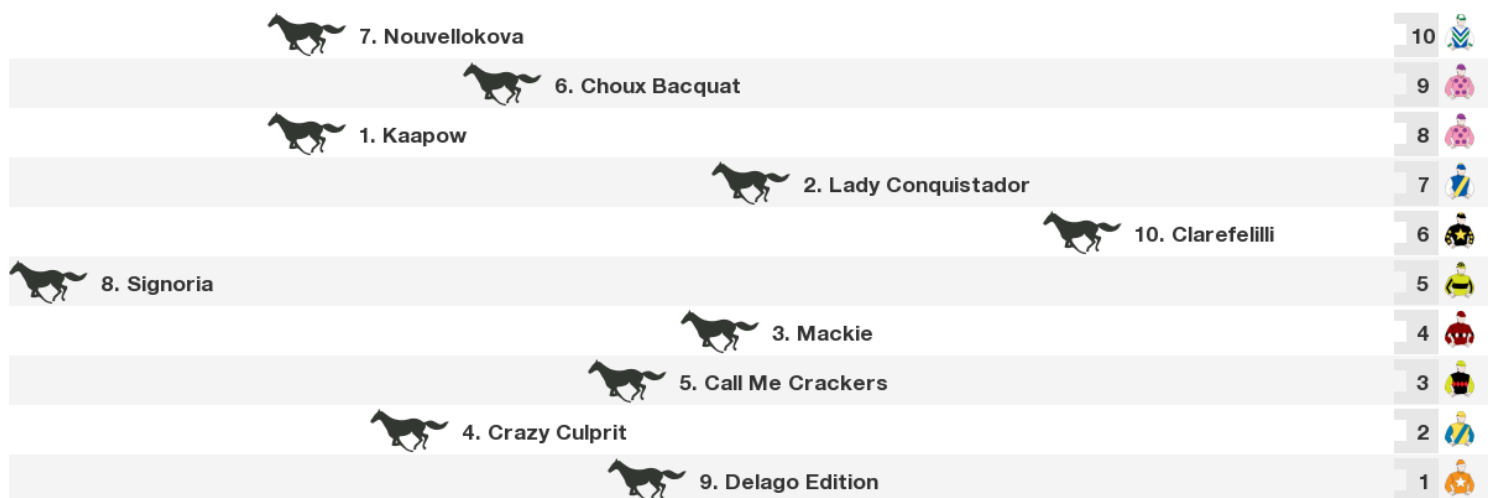 7. Nouvellokova 10
6. Choux Bacquat 9
1. Kaapow 8
2. Lady Conquistador 7
10. Clarefelilli 6
8. Signoria 5
3. Mackie 4
5. Call Me Crackers 3
4. Crazy Culprit 2
9. Delago Edition 1